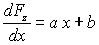 dF_z/dx = a x + b